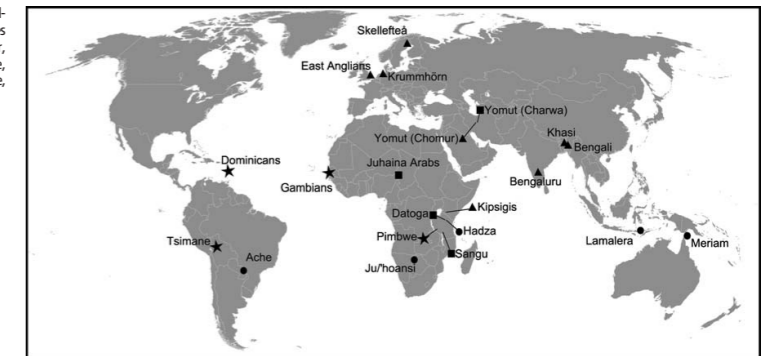 l-
s
r,
e,
e,
Skellefteå
East Anglians
Krummhörn
Yomut (Charwa)
Yomut (Chomur)
Khasi
Bengali
Dominicans
Juhaina Arabs
Gambians
Bengaluru
Datoga
Kipsigis
Tsimane
Pimbwe
Hadza
Lamalera
Meriam
Ache
Ju/'hoansi
Sangu